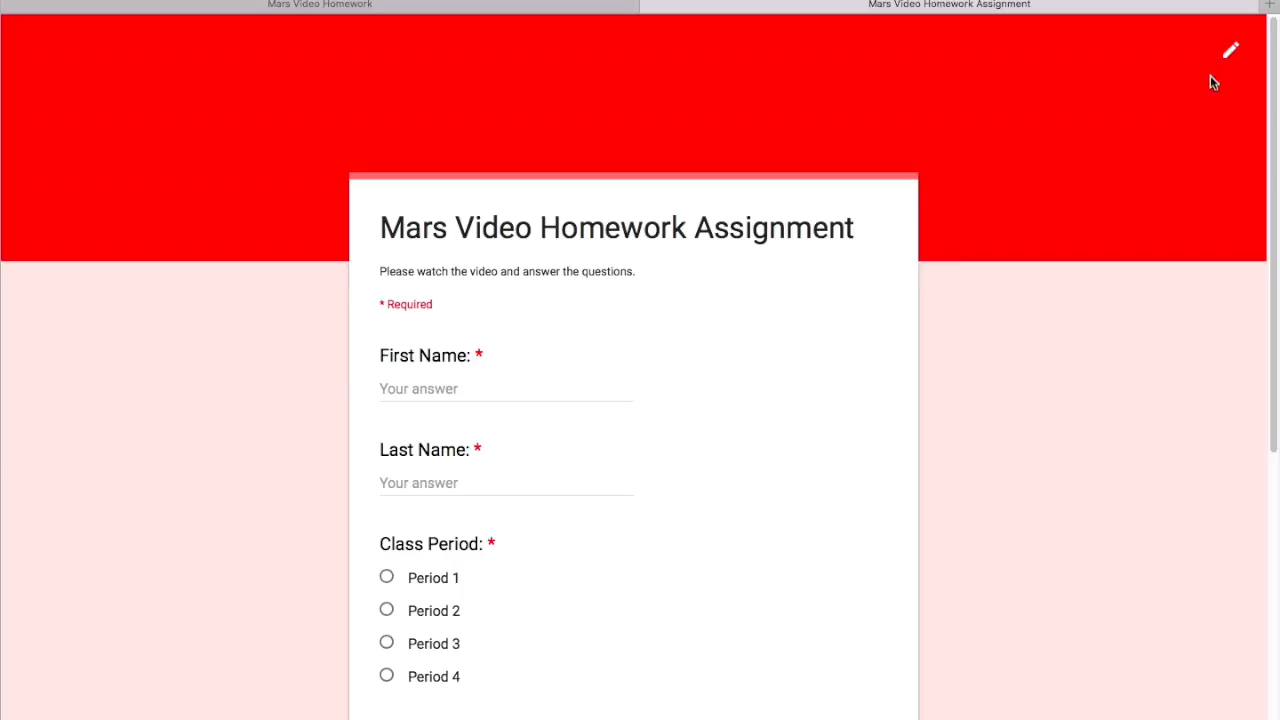 Mars Video Homework
Mars Video Homework Assignment
Mars Video Homework Assignment
Please watch the video and answer the questions.
* Required
First Name: *
Your answer
Last Name: *
Your answer
Class Period: *
Period 1
Period 2
Period 3
Period 4